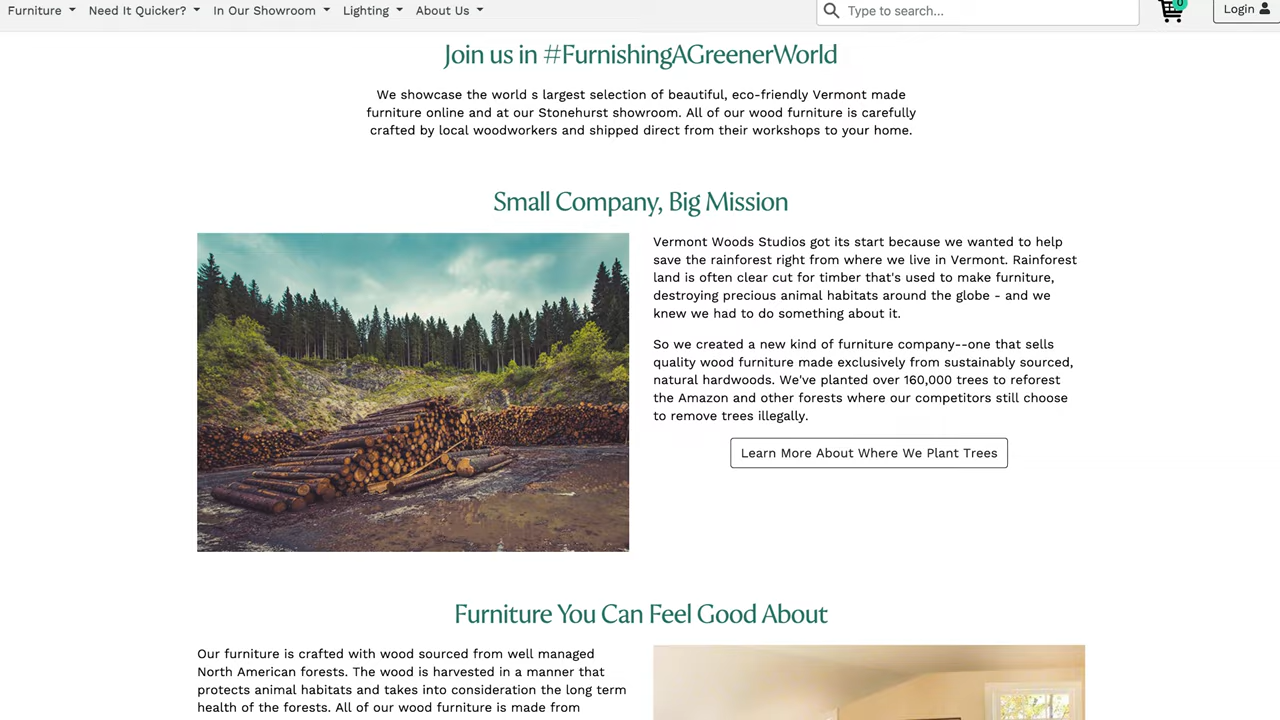 Furniture Need It Quicker? In Our Showroom Lighting About Us Type to search... 0 Login
Join us in #FurnishingAGreenerWorld
We showcase the world s largest selection of beautiful, eco-friendly Vermont made
furniture online and at our Stonehurst showroom. All of our wood furniture is carefully
crafted by local woodworkers and shipped direct from their workshops to your home.
Small Company, Big Mission
Vermont Woods Studios got its start because we wanted to help
save the rainforest right from where we live in Vermont. Rainforest
land is often clear cut for timber that's used to make furniture,
destroying precious animal habitats around the globe - and we
knew we had to do something about it.
So we created a new kind of furniture company--one that sells
quality wood furniture made exclusively from sustainably sourced,
natural hardwoods. We've planted over 160,000 trees to reforest
the Amazon and other forests where our competitors still choose
to remove trees illegally.
Learn More About Where We Plant Trees
Furniture You Can Feel Good About
Our furniture is crafted with wood sourced from well managed
North American forests. The wood is harvested in a manner that
protects animal habitats and takes into consideration the long term
health of the forests. All of our wood furniture is made from